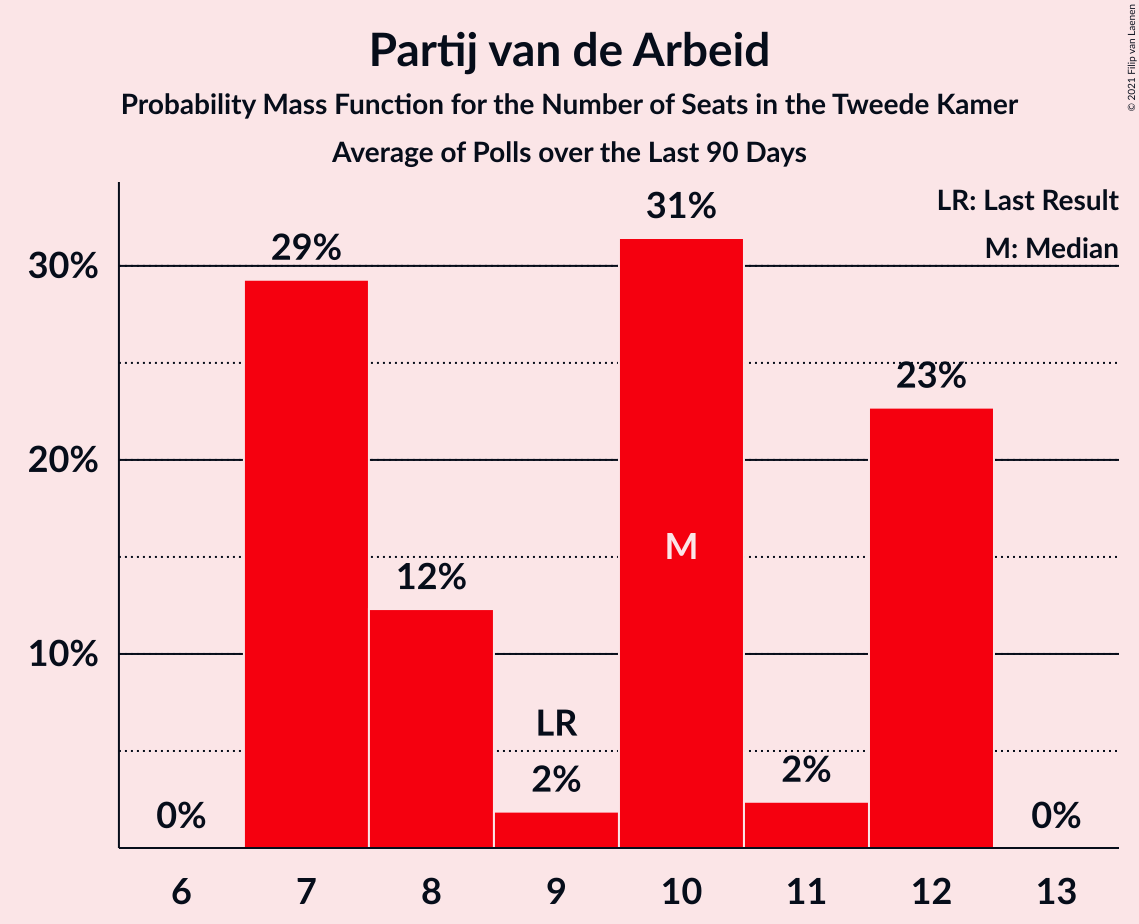 Partij van de Arbeid
Probability Mass Function for the Number of Seats in the Tweede Kamer
Average of Polls over the Last 90 Days
© 2021 Filip van Laenen
LR: Last Result
M: Median
30%
20%
10%
0%
29%
12%
LR
2%
31%
M
2%
23%
0%
6
7
8
9
10
11
12
13